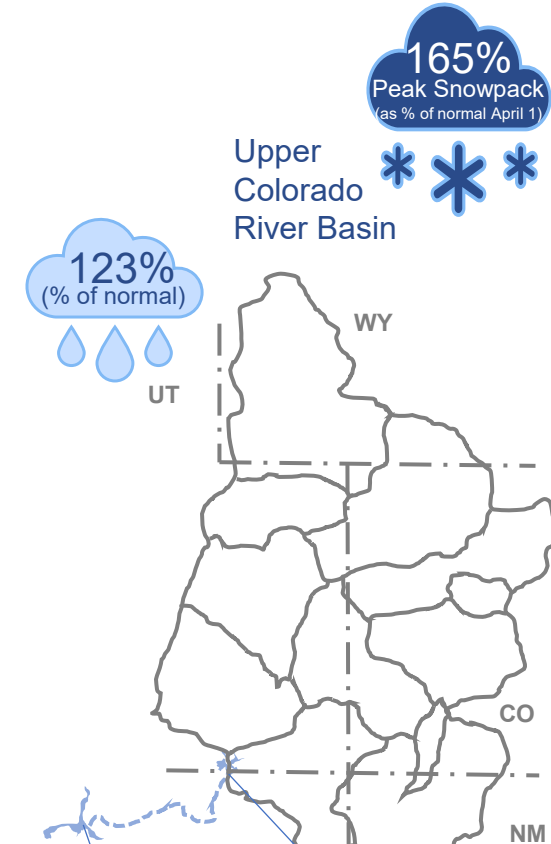 165%
Peak Snowpack
(as % of normal April 1)
Upper
Colorado
River Basin
123%
(% of normal)
WY
UT
CO
NM